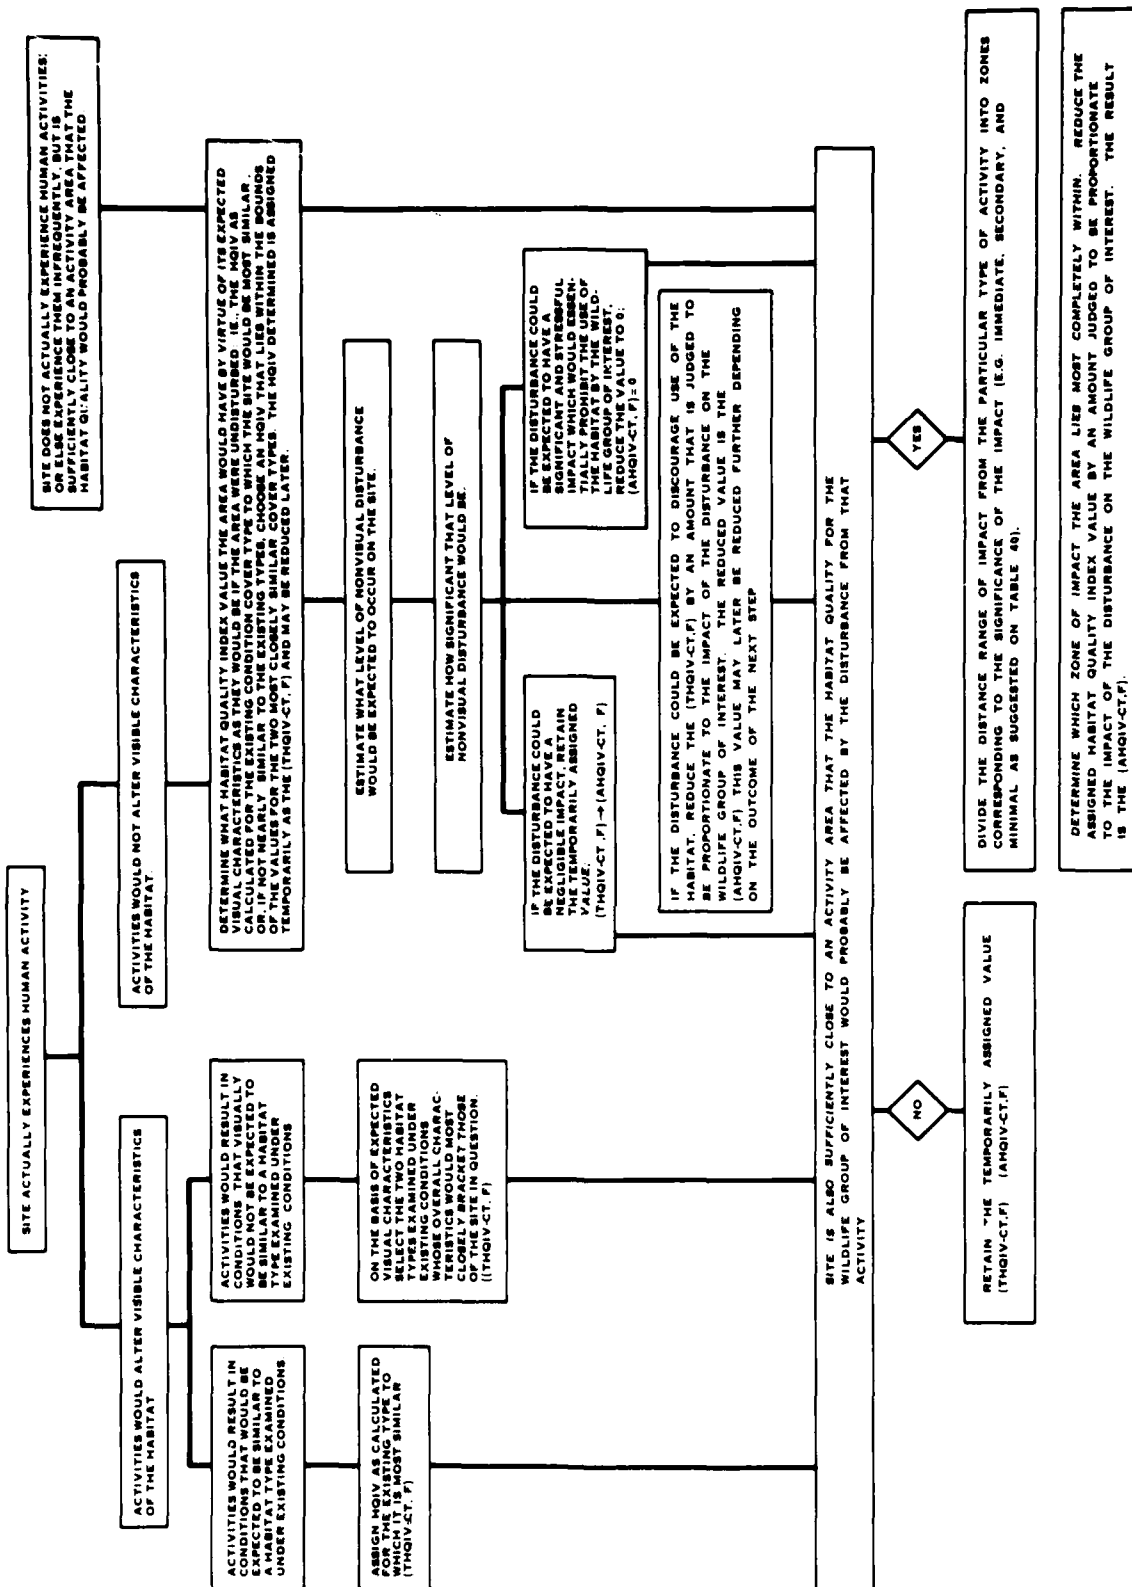 SITE ACTUALLY EXPERIENCES HUMAN ACTIVITY
SITE DOES NOT ACTUALLY EXPERIENCE HUMAN ACTIVITIES;
OR ELSE EXPERIENCE THEM INFREQUENTLY, BUT IS
SUFFICIENTLY CLOSE TO AN ACTIVITY AREA THAT THE
HABITAT QUALITY WOULD PROBABLY BE AFFECTED
ACTIVITIES WOULD ALTER VISIBLE CHARACTERISTICS
OF THE HABITAT
ACTIVITIES WOULD NOT ALTER VISIBLE CHARACTERISTICS
OF THE HABITAT.
ACTIVITIES WOULD RESULT IN
CONDITIONS THAT WOULD BE
EXPECTED TO BE SIMILAR TO
A HABITAT TYPE EXAMINED
UNDER EXISTING CONDITIONS
ACTIVITIES WOULD RESULT IN
CONDITIONS THAT VISUALLY
WOULD NOT BE EXPECTED TO
BE SIMILAR TO A HABITAT
TYPE EXAMINED UNDER
EXISTING CONDITIONS
DETERMINE WHAT HABITAT QUALITY INDEX VALUE THE AREA WOULD HAVE BY VIRTUE OF ITS EXPECTED
VISUAL CHARACTERISTICS AS THEY WOULD BE IF THE AREA WERE UNDISTURBED: IE., THE HQIV AS
CALCULATED FOR THE EXISTING CONDITION COVER TYPE TO WHICH THE SITE WOULD BE MOST SIMILAR,
OR, IF NOT NEARLY SIMILAR TO THE EXISTING TYPES, CHOOSE AN HQIV THAT LIES WITHIN THE BOUNDS
OF THE VALUES FOR THE TWO MOST CLOSELY SIMILAR COVER TYPES. THE HQIV DETERMINED IS ASSIGNED
TEMPORARILY AS THE (THQIV-CT, F) AND MAY BE REDUCED LATER.
ASSIGN HQIV AS CALCULATED
FOR THE EXISTING TYPE TO
WHICH IT IS MOST SIMILAR
(THQIV-CT, F)
ON THE BASIS OF EXPECTED
VISUAL CHARACTERISTICS
SELECT THE TWO HABITAT
TYPES EXAMINED UNDER
EXISTING CONDITIONS
WHOSE OVERALL CHARAC-
TERISTICS WOULD MOST
CLOSELY BRACKET THOSE
OF THE SITE IN QUESTION.
((THQIV-CT, F)
ESTIMATE WHAT LEVEL OF NONVISUAL DISTURBANCE
WOULD BE EXPECTED TO OCCUR ON THE SITE.
ESTIMATE HOW SIGNIFICANT THAT LEVEL OF
NONVISUAL DISTURBANCE WOULD BE.
IF THE DISTURBANCE COULD
BE EXPECTED TO HAVE A
NEGLIGIBLE IMPACT, RETAIN
THE TEMPORARILY ASSIGNED
VALUE.
(THQIV-CT,F)→(AHQIV-CT, F)
IF THE DISTURBANCE COULD
BE EXPECTED TO HAVE A
SIGNIFICANT AND STRESSFUL
IMPACT WHICH WOULD ESSEN-
TIALLY PROHIBIT THE USE OF
THE HABITAT BY THE WILD-
LIFE GROUP OF INTEREST,
REDUCE THE VALUE TO 0:
(AHQIV-CT, F) = 0
IF THE DISTURBANCE COULD BE EXPECTED TO DISCOURAGE USE OF THE
HABITAT, REDUCE THE (THQIV-CT,F) BY AN AMOUNT THAT IS JUDGED TO
BE PROPORTIONATE TO THE IMPACT OF THE DISTURBANCE ON THE
WILDLIFE GROUP OF INTEREST. THE REDUCED VALUE IS THE
(AHQIV-CT,F) THIS VALUE MAY LATER BE REDUCED FURTHER DEPENDING
ON THE OUTCOME OF THE NEXT STEP
SITE IS ALSO SUFFICIENTLY CLOSE TO AN ACTIVITY AREA THAT THE HABITAT QUALITY FOR THE
WILDLIFE GROUP OF INTEREST WOULD PROBABLY BE AFFECTED BY THE DISTURBANCE FROM THAT
ACTIVITY
NO
YES
RETAIN THE TEMPORARILY ASSIGNED VALUE
(THQIV-CT,F) (AHQIV-CT,F)
DIVIDE THE DISTANCE RANGE OF IMPACT FROM THE PARTICULAR TYPE OF ACTIVITY INTO ZONES
CORRESPONDING TO THE SIGNIFICANCE OF THE IMPACT (E.G. IMMEDIATE, SECONDARY, AND
MINIMAL AS SUGGESTED ON TABLE 40).
DETERMINE WHICH ZONE OF IMPACT THE AREA LIES MOST COMPLETELY WITHIN. REDUCE THE
ASSIGNED HABITAT QUALITY INDEX VALUE BY AN AMOUNT JUDGED TO BE PROPORTIONATE
TO THE IMPACT OF THE DISTURBANCE ON THE WILDLIFE GROUP OF INTEREST. THE RESULT
IS THE (AHQIV-CT,F).